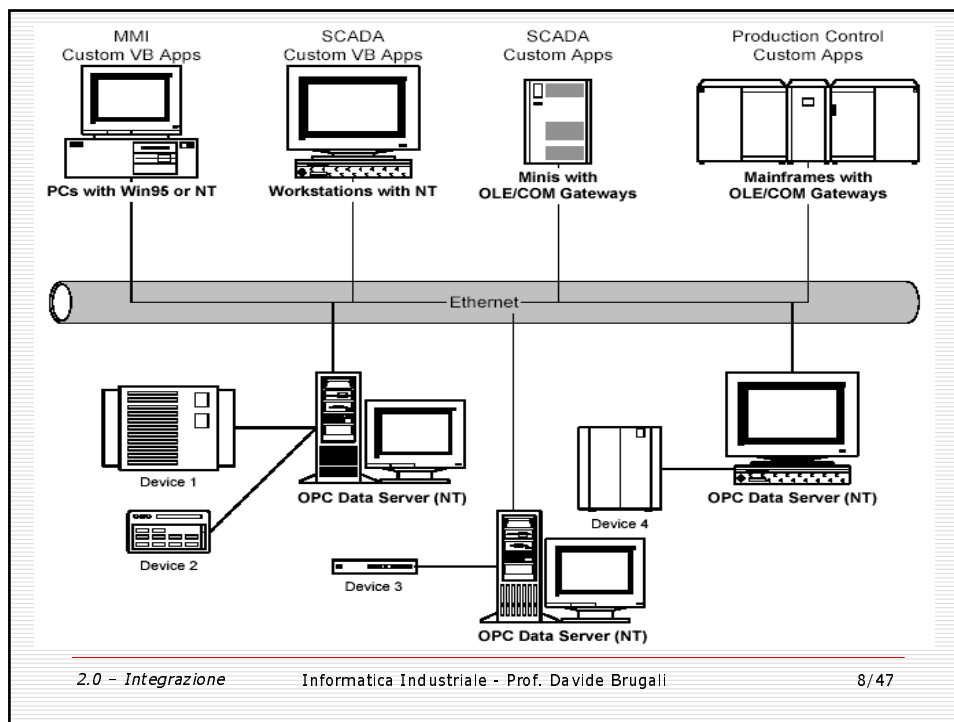 MMI
Custom VB Apps
SCADA
Custom VB Apps
SCADA
Custom Apps
Production Control
Custom Apps
PCs with Win95 or NT
Workstations with NT
Minis with
OLE/COM Gateways
Mainframes with
OLE/COM Gateways
Ethernet
Device 1
Device 2
OPC Data Server (NT)
Device 3
OPC Data Server (NT)
Device 4
OPC Data Server (NT)
2.0 – Integrazione
Informatica Industriale - Prof. Davide Brugali
8/47